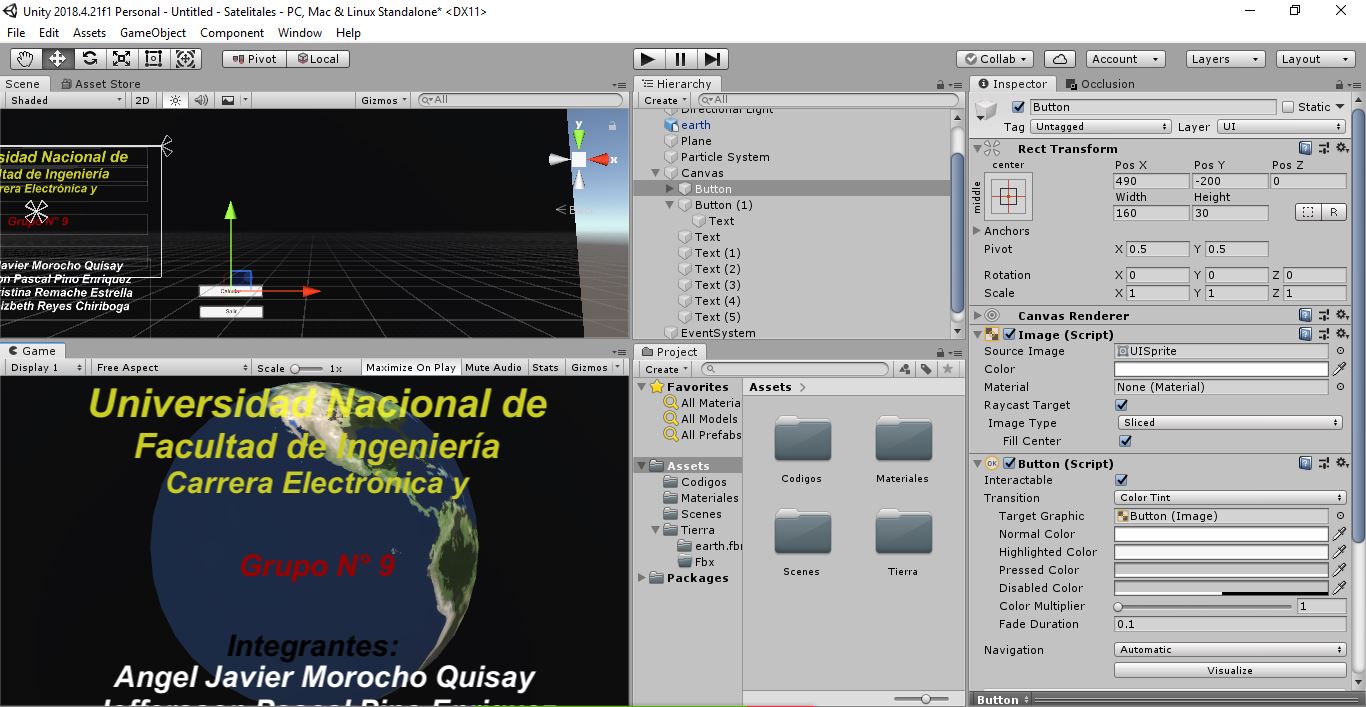 Unity 2018.4.21f1 Personal - Untitled - Satelitales - PC, Mac & Linux Standalone* <DX11>
File Edit Assets GameObject Component Window Help
Pivot Local
Collab Account Layers Layout
Scene Asset Store
Shaded 2D Gizmos All
y
x
sidad Nacional de
ltad de Ingeniería
rrera Electrónica y
Grupo N° 9
Javier Morocho Quisay
on Pascal Pino Enriquez
ristina Remache Estrella
izbeth Reyes Chiriboga
Salir
Hierarchy
Create All
Directional Light
earth
Plane
Particle System
Canvas
Button
Button (1)
Text
Text
Text (1)
Text (2)
Text (3)
Text (4)
Text (5)
EventSystem
Game
Display 1 Free Aspect Scale 1x Maximize On Play Mute Audio Stats Gizmos
Universidad Nacional de
Facultad de Ingeniería
Carrera Electrónica y
Grupo N° 9
Integrantes:
Angel Javier Morocho Quisay
Jeffersoon Pascal Pino Enriquez
Project
Create
Favorites
All Materia
All Models
All Prefabs
Assets
Codigos
Materiales
Scenes
Tierra
earth.fbr
Fbx
Packages
Assets
Codigos Materiales
Scenes Tierra
Inspector Occlusion
Button Static
Tag Untagged Layer UI
Rect Transform
center
middle
Pos X Pos Y Pos Z
490 -200 0
Width Height
160 30 R
Anchors
Pivot X 0.5 Y 0.5
Rotation X 0 Y 0 Z 0
Scale X 1 Y 1 Z 1
Canvas Renderer
Image (Script)
Source Image UISprite
Color
Material None (Material)
Raycast Target
Image Type Sliced
Fill Center
OK Button (Script)
Interactable
Transition Color Tint
Target Graphic Button (Image)
Normal Color
Highlighted Color
Pressed Color
Disabled Color
Color Multiplier 1
Fade Duration 0.1
Navigation Automatic
Visualize
Button